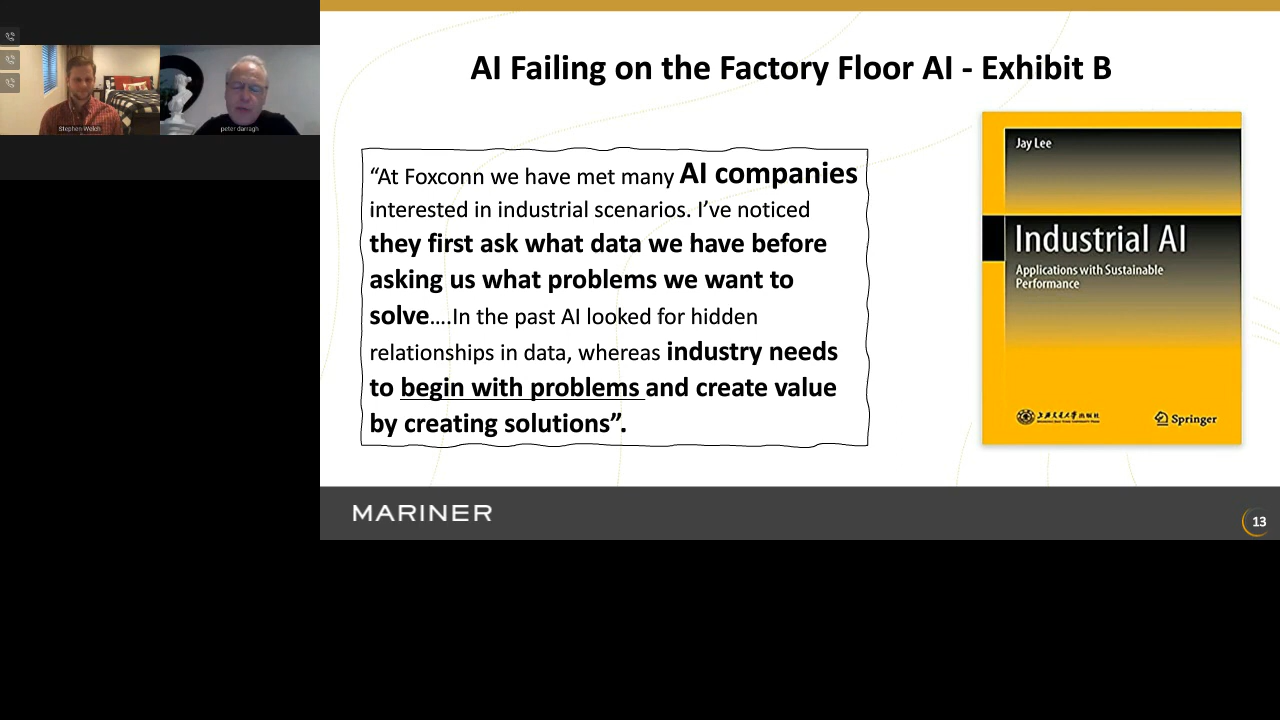 Stephen Welch
peter darragh
AI Failing on the Factory Floor AI - Exhibit B
“At Foxconn we have met many AI companies
interested in industrial scenarios. I’ve noticed
they first ask what data we have before
asking us what problems we want to
solve….In the past AI looked for hidden
relationships in data, whereas industry needs
to begin with problems and create value
by creating solutions”.
Jay Lee
Industrial AI
Applications with Sustainable
Performance
Springer
MARINER
13